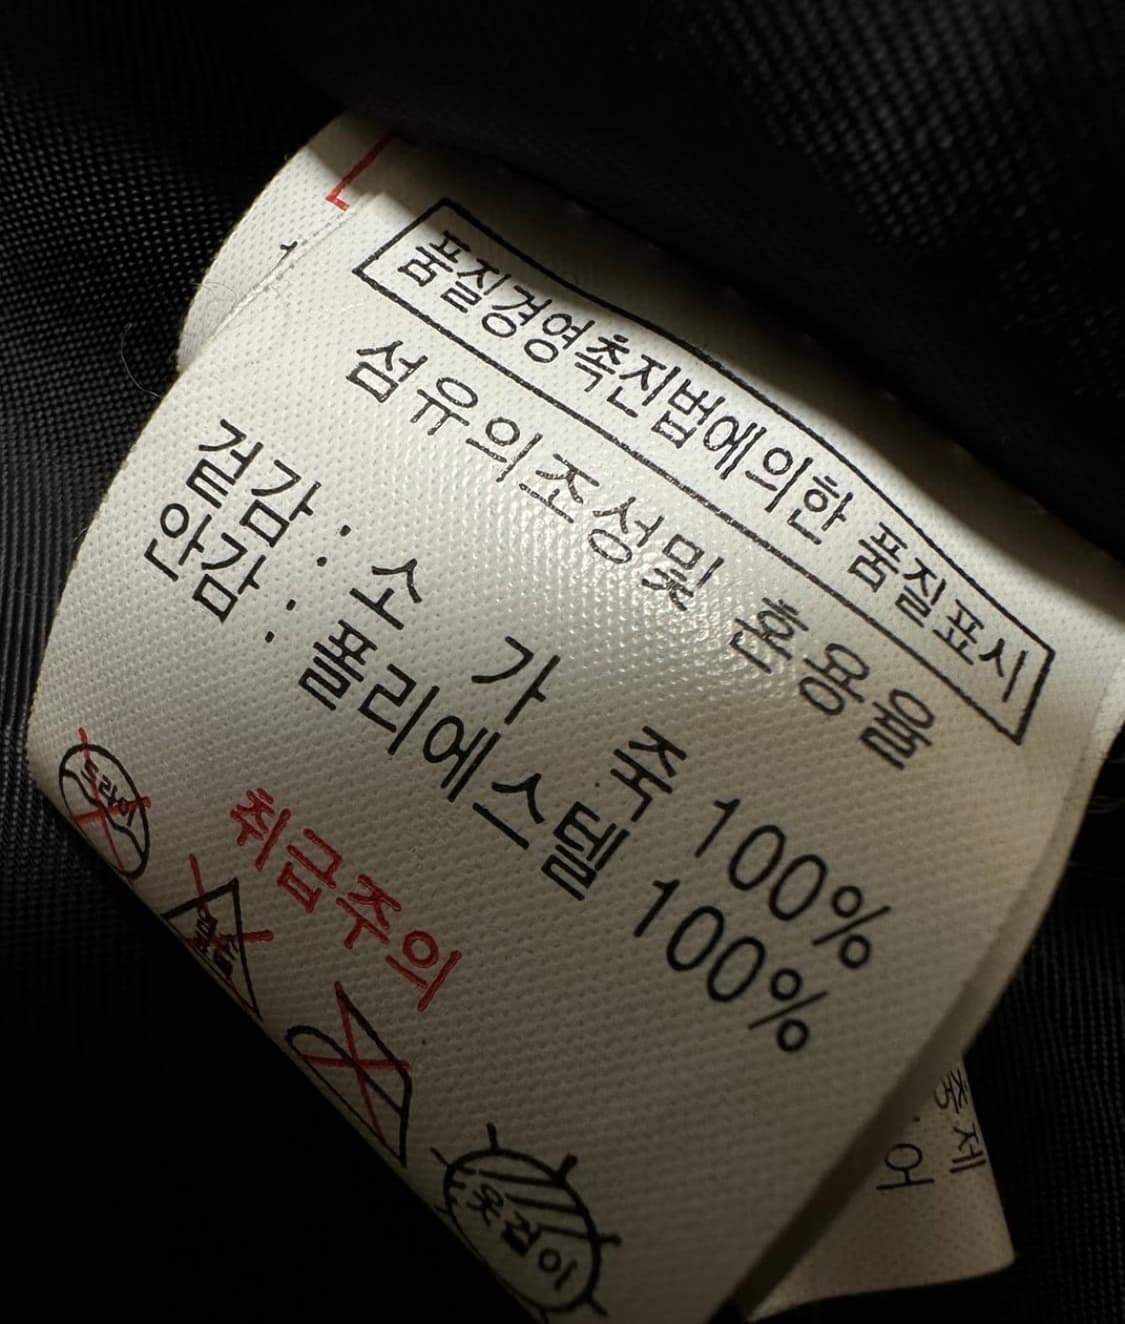 품질경영촉진법에의한 품질표시
섬유의조성및 혼용율
겉감 : 소 가 죽 100%
안감 : 폴리에스텔 100%
취급주의
드라이
옷걸이